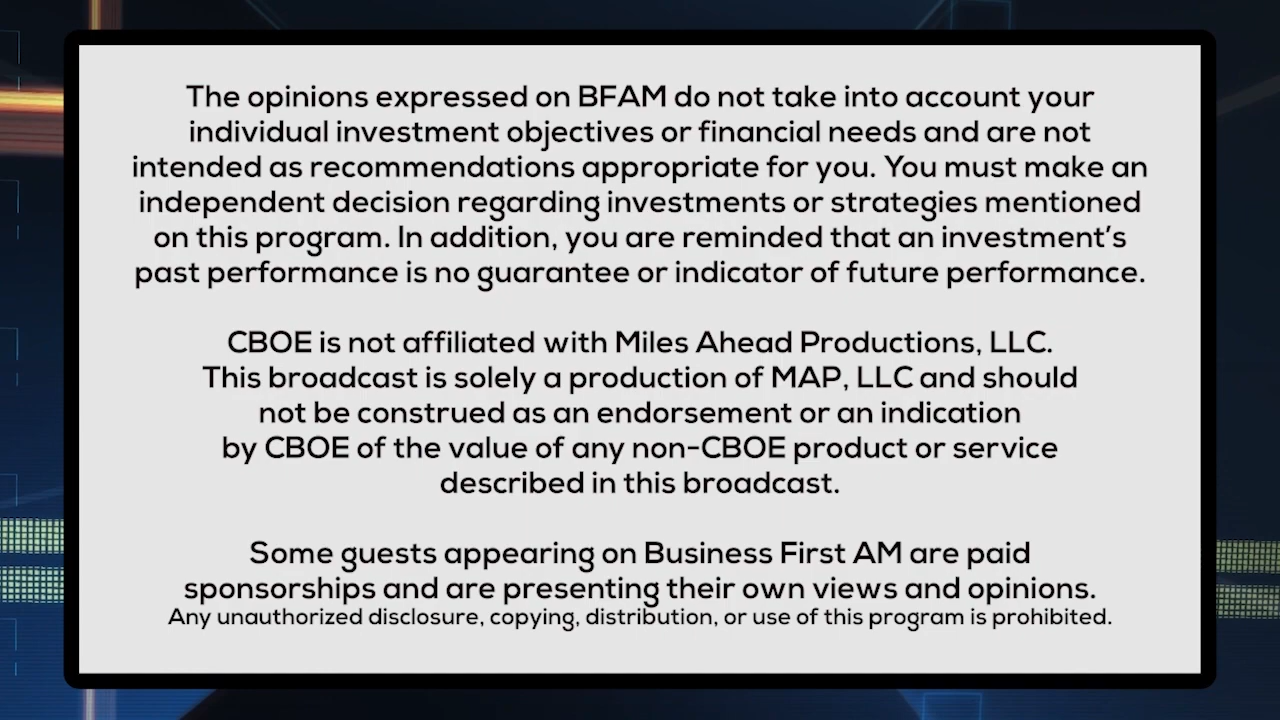 The opinions expressed on BFAM do not take into account your
individual investment objectives or financial needs and are not
intended as recommendations appropriate for you. You must make an
independent decision regarding investments or strategies mentioned
on this program. In addition, you are reminded that an investment's
past performance is no guarantee or indicator of future performance.
CBOE is not affiliated with Miles Ahead Productions, LLC.
This broadcast is solely a production of MAP, LLC and should
not be construed as an endorsement or an indication
by CBOE of the value of any non-CBOE product or service
described in this broadcast.
Some guests appearing on Business First AM are paid
sponsorships and are presenting their own views and opinions.
Any unauthorized disclosure, copying, distribution, or use of this program is prohibited.